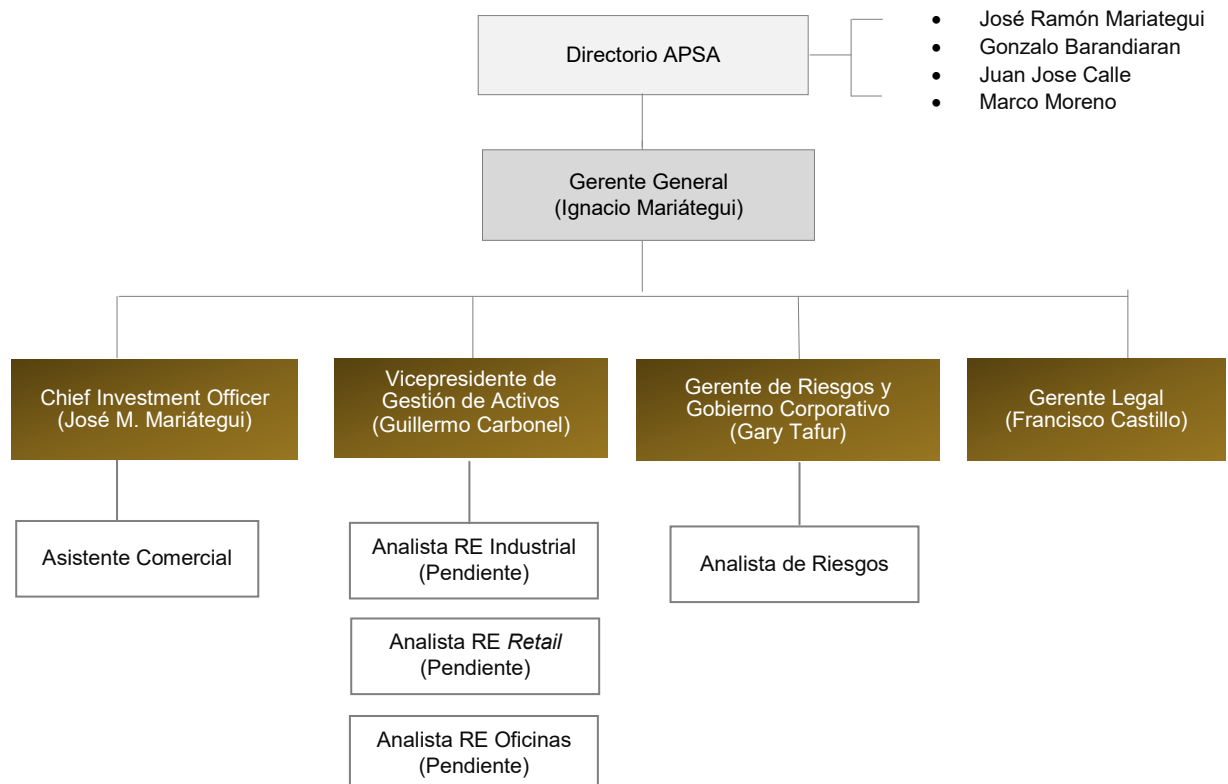 Directorio APSA
• José Ramón Mariategui
• Gonzalo Barandiaran
• Juan Jose Calle
• Marco Moreno
Gerente General
(Ignacio Mariátegui)
Chief Investment Officer
(José M. Mariátegui)
Vicepresidente de
Gestión de Activos
(Guillermo Carbonel)
Gerente de Riesgos y
Gobierno Corporativo
(Gary Tafur)
Gerente Legal
(Francisco Castillo)
Asistente Comercial
Analista RE Industrial
(Pendiente)
Analista de Riesgos
Analista RE Retail
(Pendiente)
Analista RE Oficinas
(Pendiente)